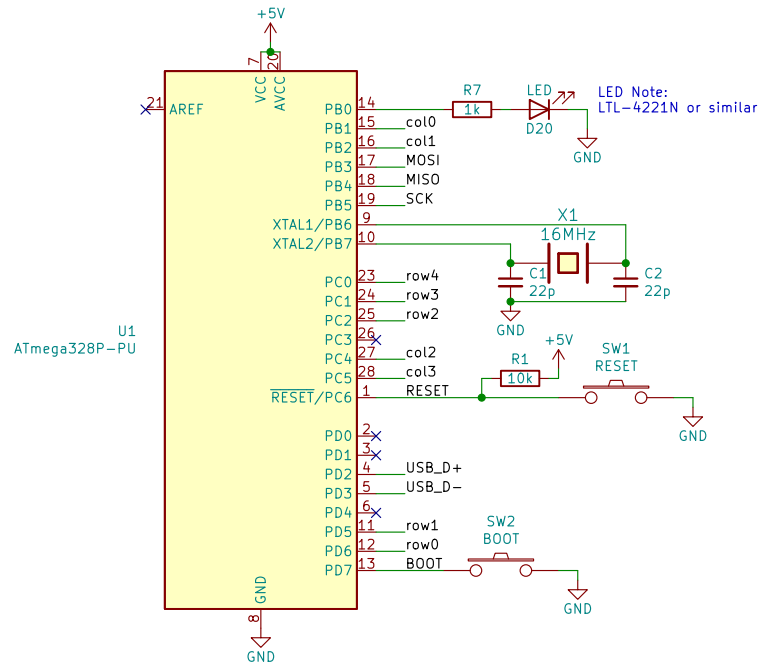 +5V
7
VCC
20
AVCC
21
AREF
PB0
14
R7
1k
LED
D20
LED Note:
LTL-4221N or similar
GND
PB1
15
col0
PB2
16
col1
PB3
17
MOSI
PB4
18
MISO
PB5
19
SCK
XTAL1/PB6
9
XTAL2/PB7
10
X1
16MHz
C1
22p
C2
22p
GND
PC0
23
row4
PC1
24
row3
PC2
25
row2
PC3
26
PC4
27
col2
PC5
28
col3
RESET/PC6
1
RESET
R1
10k
+5V
SW1
RESET
GND
U1
ATmega328P-PU
PD0
2
PD1
3
PD2
4
USB_D+
PD3
5
USB_D-
PD4
6
PD5
11
row1
PD6
12
row0
PD7
13
BOOT
SW2
BOOT
GND
GND
8
GND